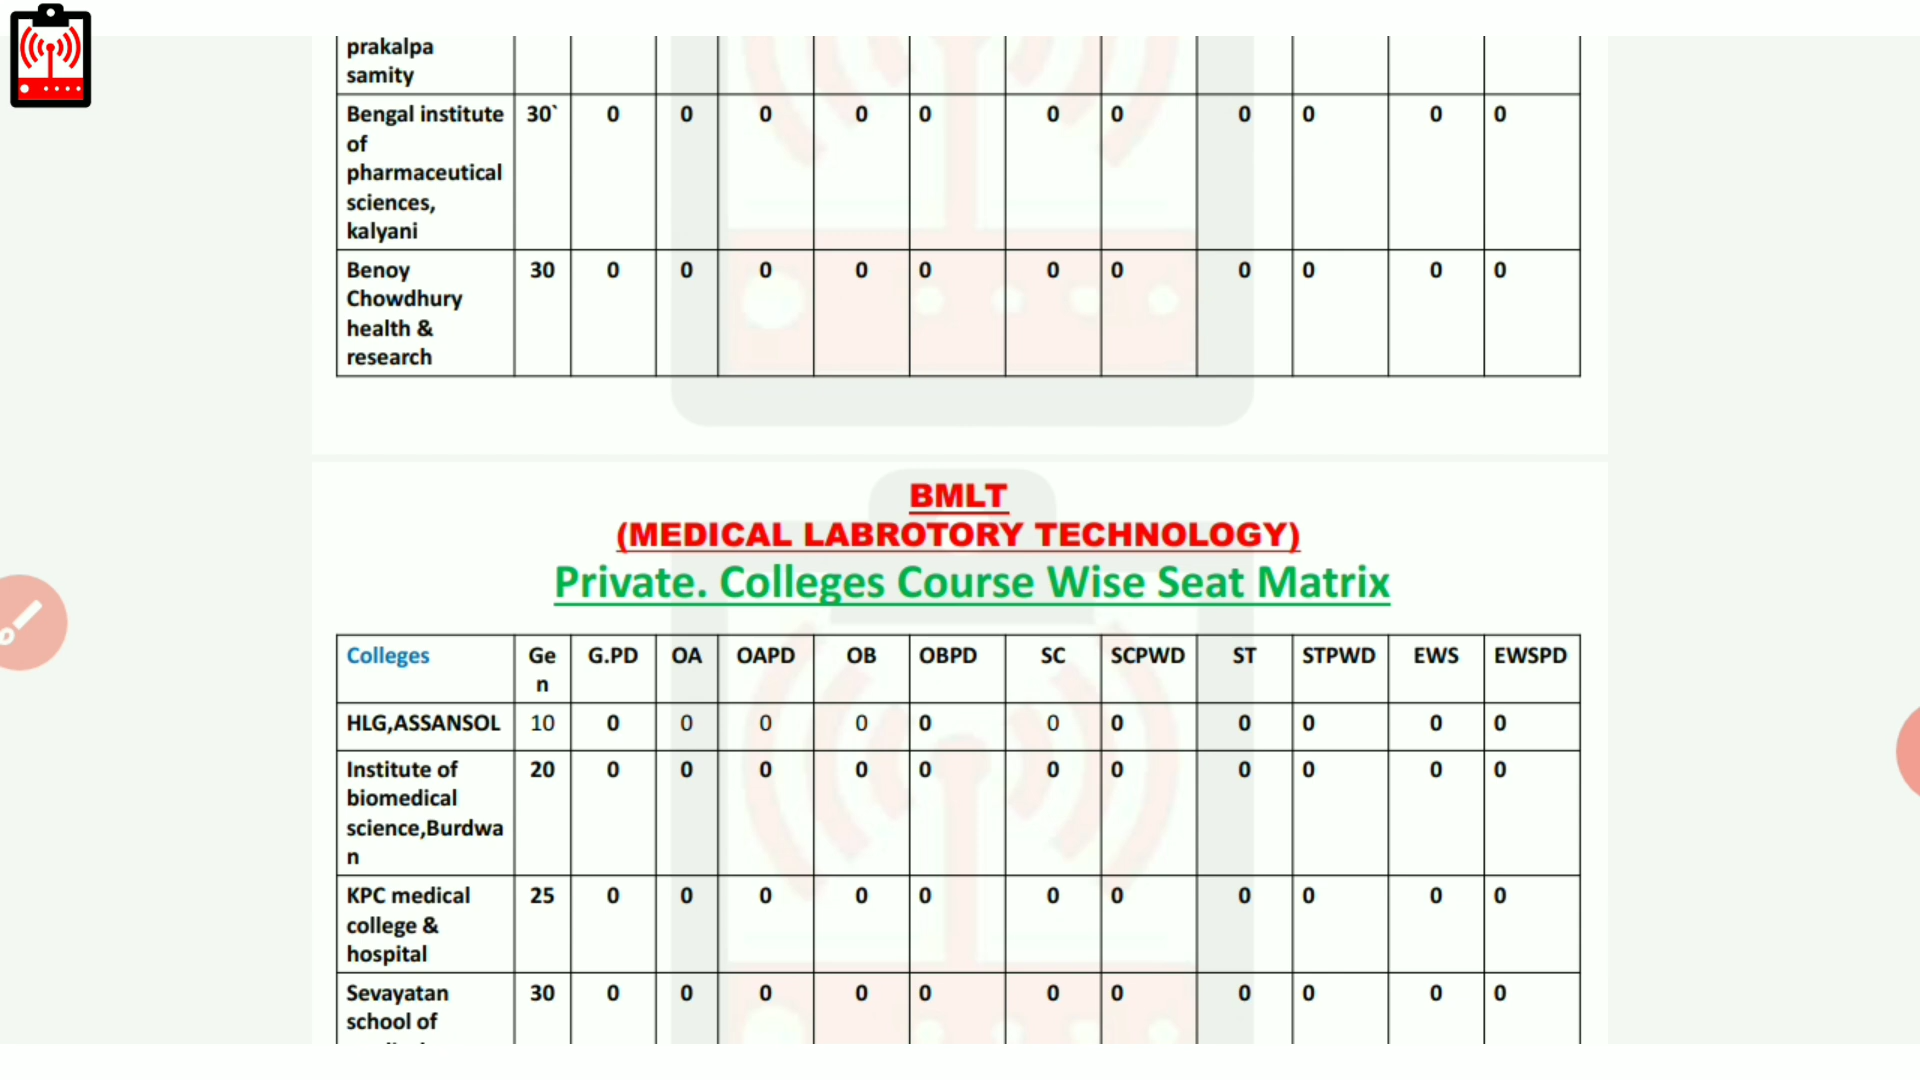 prakalpa
samity
Bengal institute 30` 0 0 0 0 0 0 0 0 0 0 0
of
pharmaceutical
sciences,
kalyani
Benoy 30 0 0 0 0 0 0 0 0 0 0 0
Chowdhury
health &
research
BMLT
(MEDICAL LABROTORY TECHNOLOGY)
Private. Colleges Course Wise Seat Matrix
Colleges Ge G.PD OA OAPD OB OBPD SC SCPWD ST STPWD EWS EWSPD
n
HLG,ASSANSOL 10 0 0 0 0 0 0 0 0 0 0 0
Institute of 20 0 0 0 0 0 0 0 0 0 0 0
biomedical
science,Burdwa
n
KPC medical 25 0 0 0 0 0 0 0 0 0 0 0
college &
hospital
Sevayatan 30 0 0 0 0 0 0 0 0 0 0 0
school of